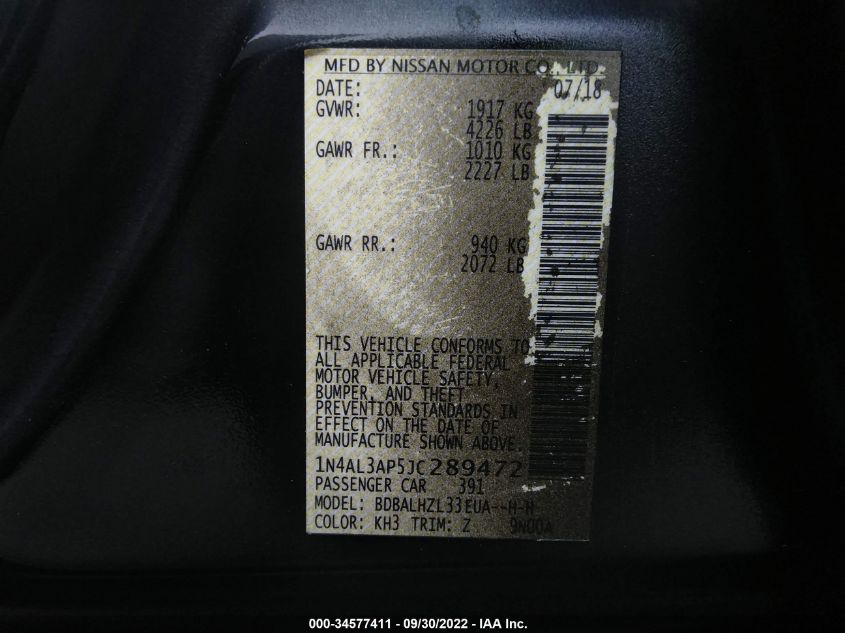 MFD BY NISSAN MOTOR CO., LTD.
DATE: 07/18
GVWR: 1917 KG
4226 LB
GAWR FR.: 1010 KG
2227 LB
GAWR RR.: 940 KG
2072 LB
THIS VEHICLE CONFORMS TO
ALL APPLICABLE FEDERAL
MOTOR VEHICLE SAFETY,
BUMPER, AND THEFT
PREVENTION STANDARDS IN
EFFECT ON THE DATE OF
MANUFACTURE SHOWN ABOVE.
1N4AL3AP5JC289472
PASSENGER CAR 391
MODEL: BDBALHZL33EUA--H-H
COLOR: KH3 TRIM: Z 9N00A
000-34577411 - 09/30/2022 - IAA Inc.